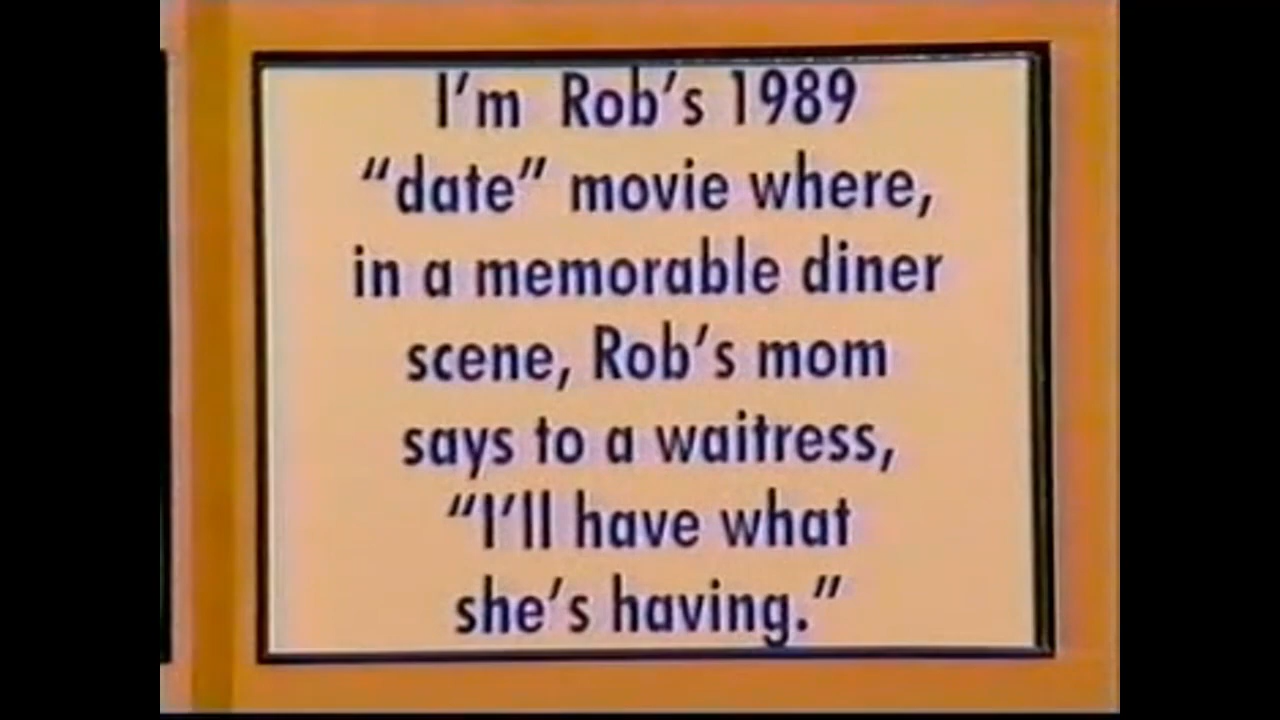 I'm Rob's 1989
“date” movie where,
in a memorable diner
scene, Rob's mom
says to a waitress,
“I'll have what
she's having.”